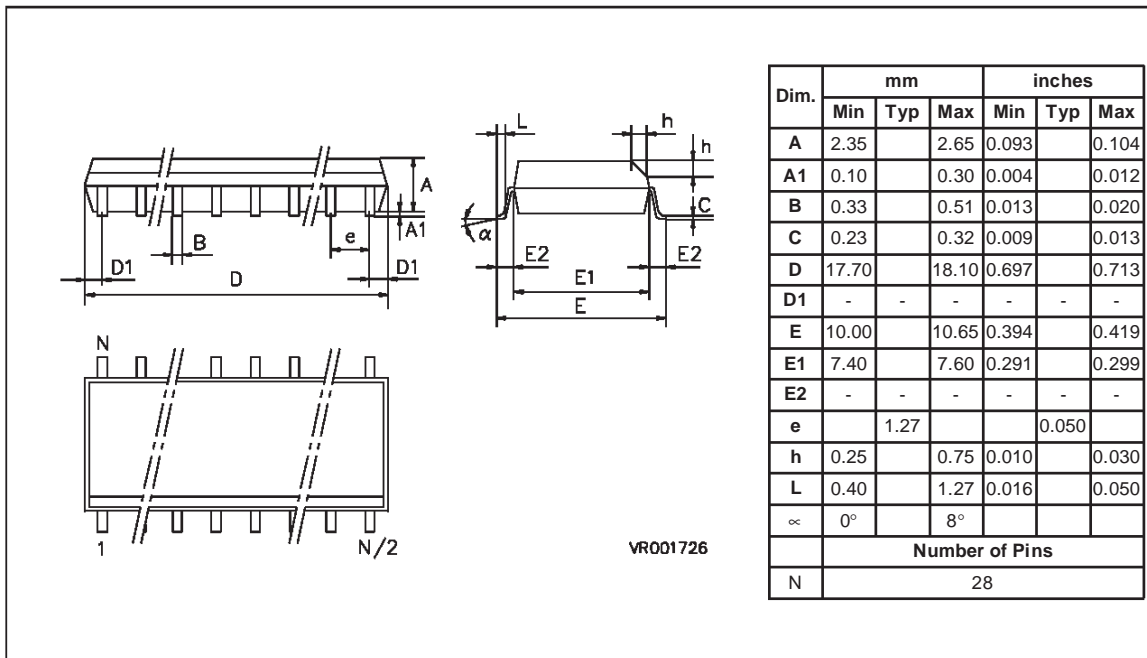 L
h
h
A
A1
C
α
B
e
E2
E2
D1
D1
D
E1
E
N
1
N/2
VR001726
Dim. mm inches
Min Typ Max Min Typ Max
A 2.35 2.65 0.093 0.104
A1 0.10 0.30 0.004 0.012
B 0.33 0.51 0.013 0.020
C 0.23 0.32 0.009 0.013
D 17.70 18.10 0.697 0.713
D1 - - - - - -
E 10.00 10.65 0.394 0.419
E1 7.40 7.60 0.291 0.299
E2 - - - - - -
e 1.27 0.050
h 0.25 0.75 0.010 0.030
L 0.40 1.27 0.016 0.050
∝ 0° 8°
Number of Pins
N 28